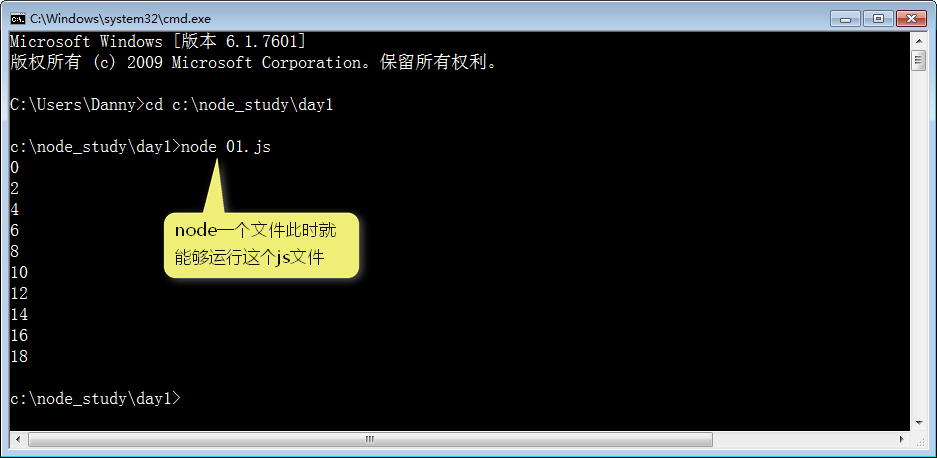 C:\Windows\system32\cmd.exe
Microsoft Windows [版本 6.1.7601]
版权所有 (c) 2009 Microsoft Corporation。保留所有权利。
C:\Users\Danny>cd c:\node_study\day1
c:\node_study\day1>node 01.js
0
2
4
6
8
10
12
14
16
18
node一个文件此时就
能够运行这个js文件
c:\node_study\day1>